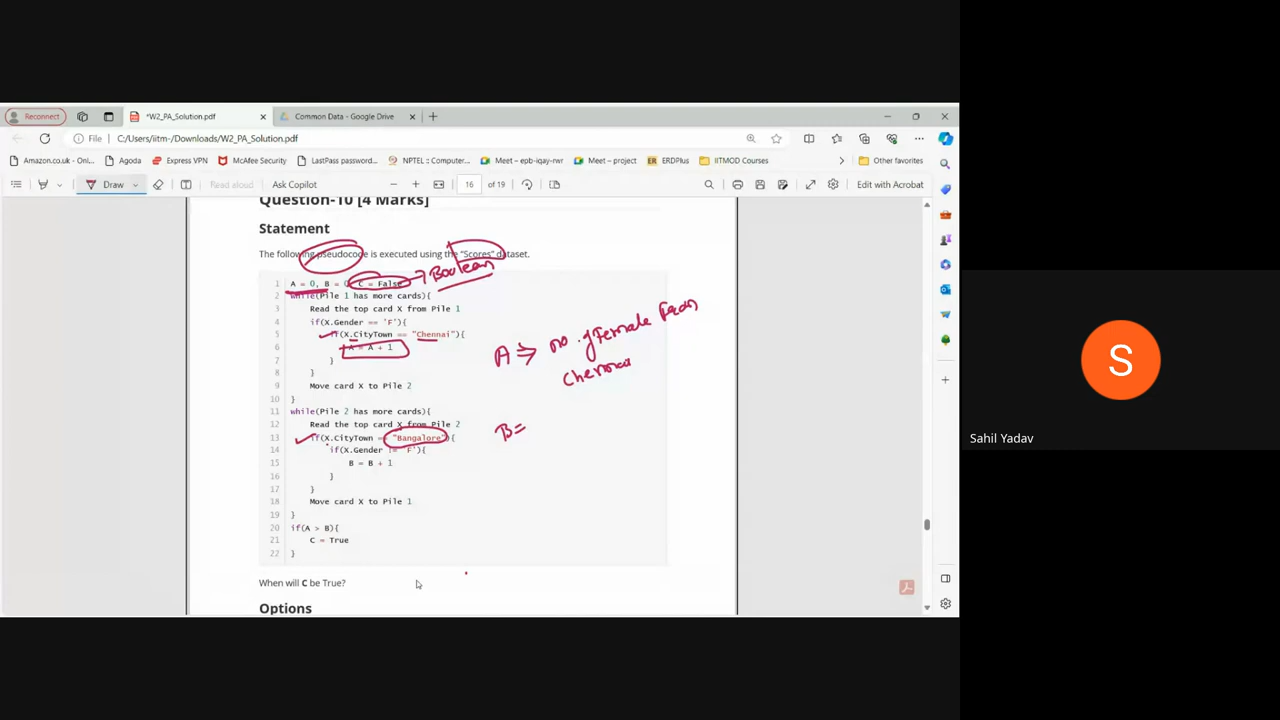 Reconnect
*W2_PA_Solution.pdf
Common Data - Google Drive
File
C:/Users/iitm-/Downloads/W2_PA_Solution.pdf
Amazon.co.uk - Onl...
Agoda
Express VPN
McAfee Security
LastPass password...
NPTEL :: Computer...
Meet – epb-iqay-rwr
Meet – project
ERDPlus
IITMOD Courses
Other favorites
Draw
Read aloud
Ask Copilot
16 of 19
Edit with Acrobat
Question-10 [4 Marks]
Statement
The following pseudocode is executed using the "Scores" dataset.
Boolean
1 A = 0, B = 0, C = False
2 while(Pile 1 has more cards){
3 Read the top card X from Pile 1
4 if(X.Gender == 'F'){
5 if(X.CityTown == "Chennai"){
6 A = A + 1
7 }
8 }
9 Move card X to Pile 2
10 }
11 while(Pile 2 has more cards){
12 Read the top card X from Pile 2
13 if(X.CityTown == "Bangalore"){
14 if(X.Gender != 'F'){
15 B = B + 1
16 }
17 }
18 Move card X to Pile 1
19 }
20 if(A > B){
21 C = True
22 }
A ⇒ no. of Female from
B =
When will C be True?
Options
S
Sahil Yadav